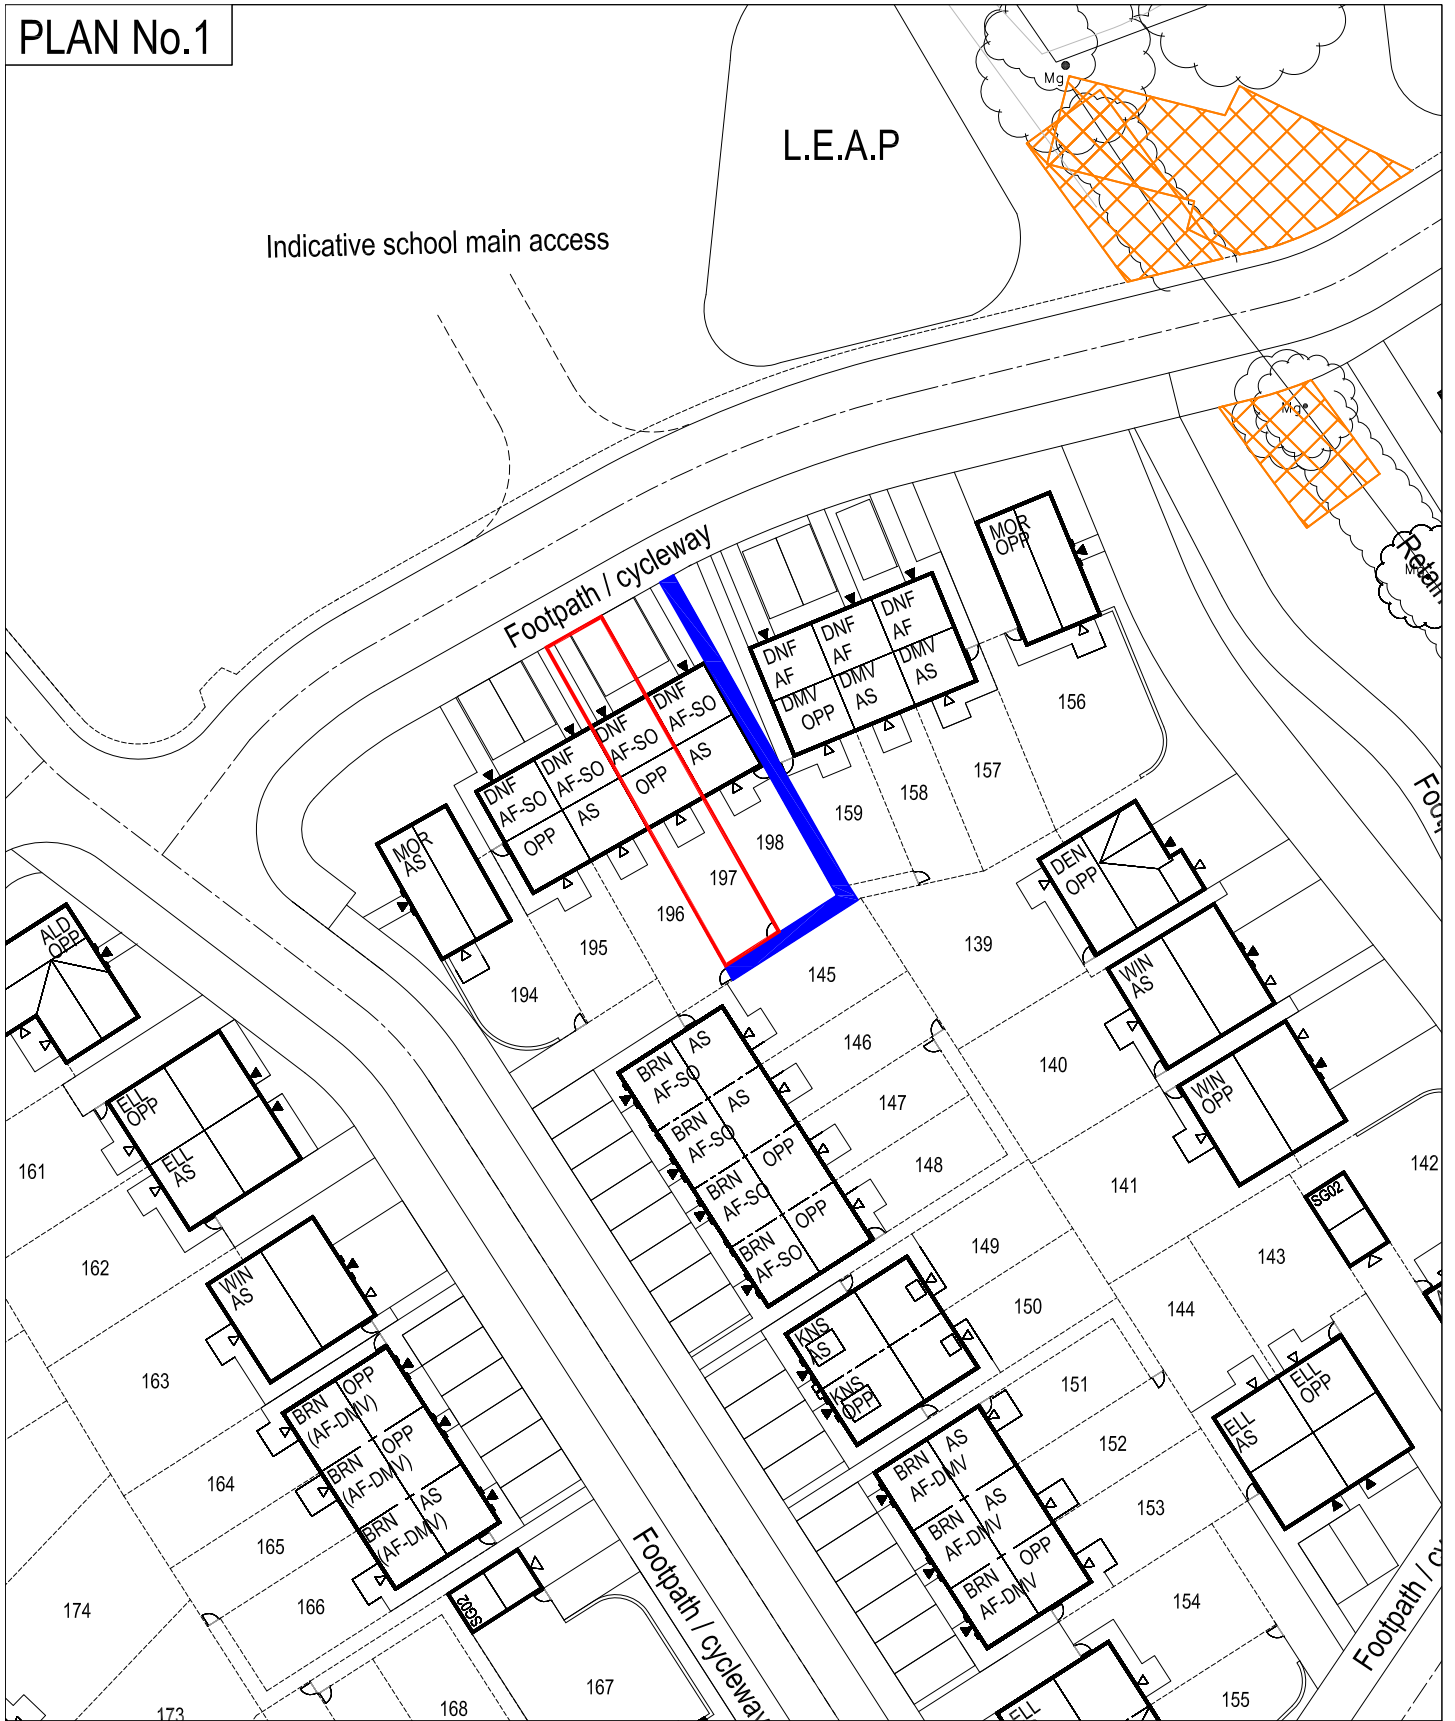 PLAN No.1
Mg
L.E.A.P
Indicative school main access
Mg
Footpath / cycleway
MOR
OPP
DNF
AF
DNF
AF
DNF
AF
DMV
OPP
DMV
AS
DMV
AS
156
157
158
159
DNF
AF-SO
DNF
AF-SO
DNF
AF-SO
DNF
AF-SO
OPP
AS
OPP
AS
MOR
AS
198
197
196
195
194
DEN
OPP
139
145
ALD
OPP
WIN
AS
146
140
147
WIN
OPP
BRN
AF-SO
AS
BRN
AF-SO
AS
BRN
AF-SO
OPP
BRN
AF-SO
OPP
ELL
OPP
ELL
AS
161
148
141
142
SG02
162
149
143
WIN
AS
150
144
KNS
AS
KNS
OPP
163
151
ELL
AS
ELL
OPP
BRN
(AF-DMV)
OPP
BRN
(AF-DMV)
OPP
BRN
(AF-DMV)
AS
152
164
BRN
AF-DMV
AS
BRN
AF-DMV
AS
BRN
AF-DMV
OPP
153
165
166
174
SG02
154
Footpath / cycleway
167
168
173
155
ELL